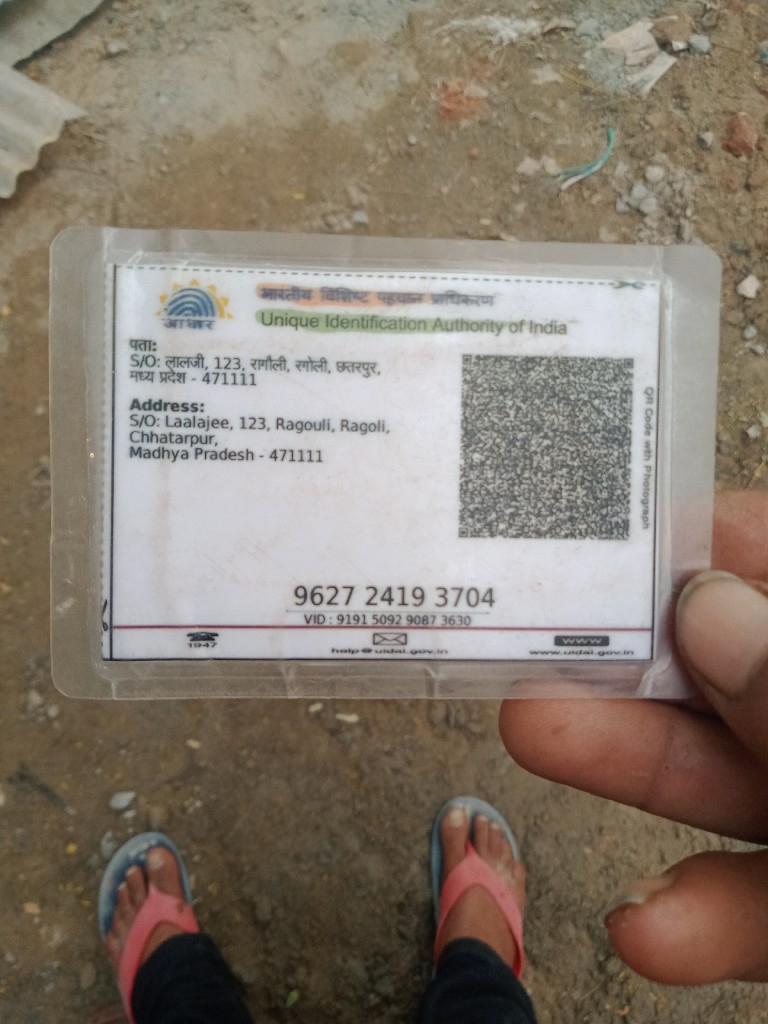 भारतीय विशिष्ट पहचान प्राधिकरण
Unique Identification Authority of India
आधार
पता:
S/O: लालजी, 123, रागौली, रगोली, छतरपुर,
मध्य प्रदेश - 471111
Address:
S/O: Laalajee, 123, Ragouli, Ragoli,
Chhatarpur,
Madhya Pradesh - 471111
QR Code with Photograph
9627 2419 3704
VID : 9191 5092 9087 3630
1947
help@uidai.gov.in
www
www.uidai.gov.in